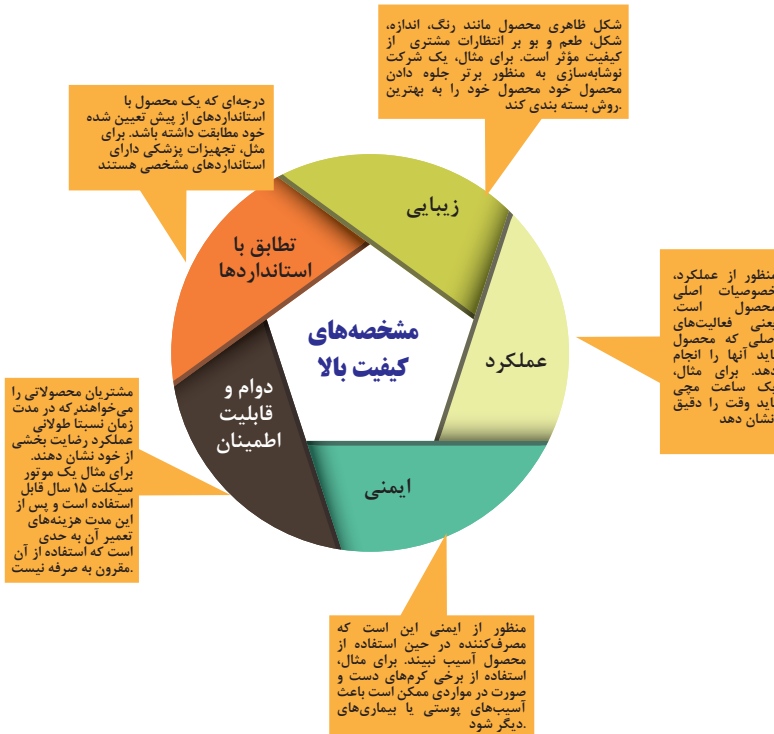 شکل ظاهری محصول مانند رنگ، اندازه،
شکل، طعم و بو بر انتظارات مشتری از
کیفیت مؤثر است. برای مثال، یک شرکت
نوشابه‌سازی به منظور برتر جلوه دادن
محصول خود محصول خود را به بهترین
روش بسته بندی کند.
درجه‌ای که یک محصول با
استانداردهای از پیش تعیین شده
خود مطابقت داشته باشد. برای
مثل، تجهیزات پزشکی دارای
استانداردهای مشخصی هستند
زیبایی
تطابق با
استانداردها
مشخصه‌های
کیفیت بالا
عملکرد
دوام و
قابلیت
اطمینان
ایمنی
منظور از عملکرد،
خصوصیات اصلی
محصول است.
یعنی فعالیت‌های
اصلی که محصول
باید آنها را انجام
دهد. برای مثال،
یک ساعت مچی
باید وقت را دقیق
نشان دهد
مشتریان محصولاتی را
می‌خواهند که در مدت
زمان نسبتاً طولانی
عملکرد رضایت بخشی
از خود نشان دهند.
برای مثال یک موتور
سیکلت ۱۵ سال قابل
استفاده است و پس از
این مدت هزینه‌های
تعمیر آن به حدی
است که استفاده از آن
مقرون به صرفه نیست.
منظور از ایمنی این است که
مصرف‌کننده در حین استفاده از
محصول آسیب نبیند. برای مثال،
استفاده از برخی کرم‌های دست و
صورت در مواردی ممکن است باعث
آسیب‌های پوستی یا بیماری‌های
دیگر شود.